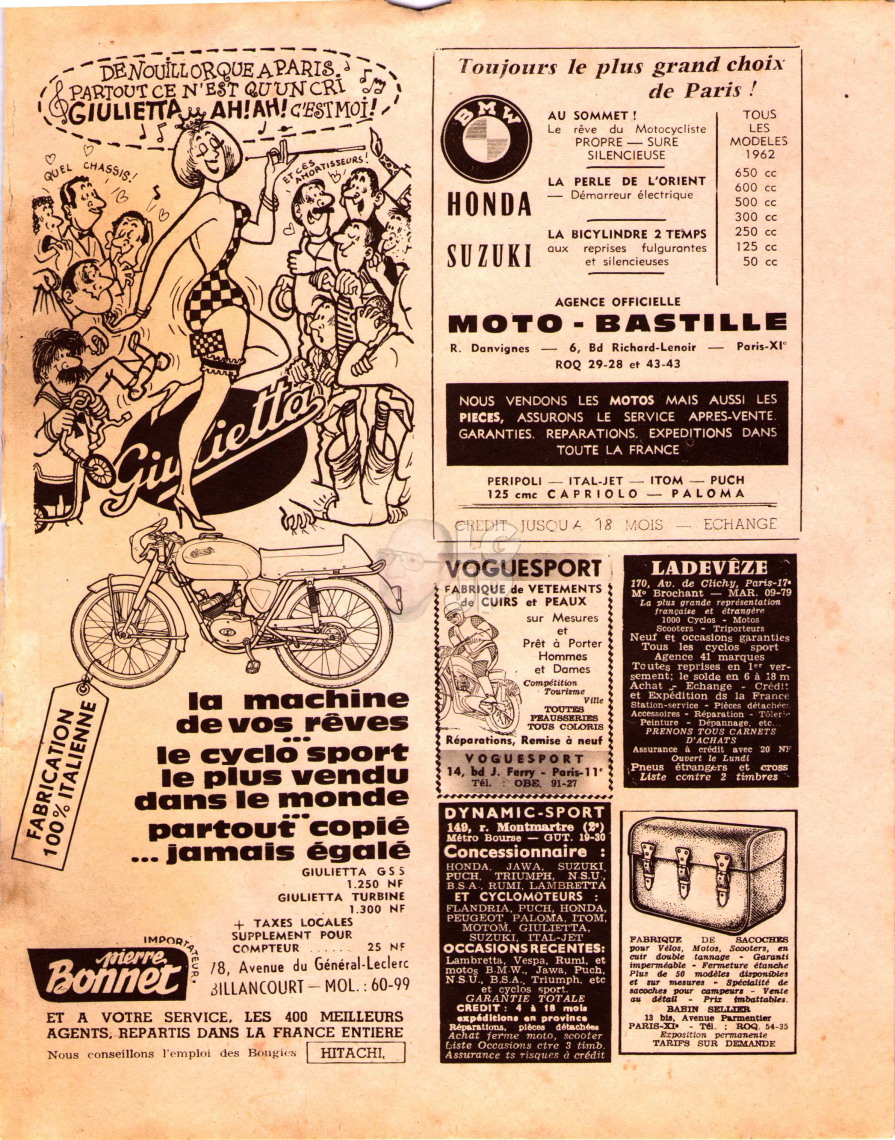 DE NOUILLORQUE A PARIS.
PARTOUT CE N'EST QU'UN CRI
GIULIETTA AH! AH! C'EST MOI!
QUEL CHASSIS!
ET CES
AMORTISSEURS!
Giulietta
FABRICATION
100% ITALIENNE
la machine
de vos rêves
...
le cyclo sport
le plus vendu
dans le monde
...
partout copié
... jamais égalé
GIULIETTA GSS
1.250 NF
GIULIETTA TURBINE
1.300 NF
+ TAXES LOCALES
SUPPLEMENT POUR
COMPTEUR ...... 25 NF
IMPORTATEUR
pierre
Bonnet
78, Avenue du Général-Leclerc
BILLANCOURT — MOL.: 60-99
ET A VOTRE SERVICE, LES 400 MEILLEURS
AGENTS, REPARTIS DANS LA FRANCE ENTIERE
Nous conseillons l'emploi des Bougies HITACHI,
Toujours le plus grand choix
de Paris !
BMW
AU SOMMET !
Le rêve du Motocycliste
PROPRE — SURE
SILENCIEUSE
HONDA
LA PERLE DE L'ORIENT
— Démarreur électrique
SUZUKI
LA BICYLINDRE 2 TEMPS
aux reprises fulgurantes
et silencieuses
TOUS
LES
MODELES
1962
650 cc
600 cc
500 cc
300 cc
250 cc
125 cc
50 cc
AGENCE OFFICIELLE
MOTO - BASTILLE
R. Danvignes — 6, Bd Richard-Lenoir — Paris-XIe
ROQ 29-28 et 43-43
NOUS VENDONS LES MOTOS MAIS AUSSI LES
PIECES, ASSURONS LE SERVICE APRES-VENTE.
GARANTIES. REPARATIONS. EXPEDITIONS DANS
TOUTE LA FRANCE
PERIPOLI — ITAL-JET — ITOM — PUCH
125 cmc CAPRIOLO — PALOMA
CREDIT JUSQU'A 18 MOIS — ECHANGE
VOGUESPORT
FABRIQUE de VETEMENTS
de CUIRS et PEAUX
sur Mesures
et
Prêt à Porter
Hommes
et Dames
Compétition
Tourisme
Ville
TOUTES
PEAUSSERIES
TOUS COLORIS
Réparations, Remise à neuf
VOGUESPORT
14, bd J. Ferry - Paris-11e
Tél. : OBE. 91-27
LADEVÈZE
170, Av. de Clichy, Paris-17e
Mo Brochant — MAR. 09-79
La plus grande représentation
française et étrangère
1000 Cyclos - Motos
Scooters - Triporteurs
Neuf et occasions garanties
Tous les cyclos sport
Agence 41 marques
Toutes reprises en 1er ver-
sement; le solde en 6 à 18 m
Achat - Echange - Crédit
et Expédition ds la France
Station-service - Pièces détachées
Accessoires - Réparation - Tôlerie
Peinture - Dépannage, etc...
PRENONS TOUS CARNETS
D'ACHATS
Assurance à crédit avec 20 NF
Ouvert le Lundi
Pneus étrangers et cross
Liste contre 2 timbres
DYNAMIC-SPORT
149, r. Montmartre (2e)
Métro Bourse — GUT. 19-30
Concessionnaire :
HONDA, JAWA, SUZUKI,
PUCH, TRIUMPH, N.S.U.,
B.S.A., RUMI, LAMBRETTA
ET CYCLOMOTEURS :
FLANDRIA, PUCH, HONDA,
PEUGEOT, PALOMA, ITOM,
MOTOM, GIULIETTA,
SUZUKI, ITAL-JET
OCCASIONS RECENTES:
Lambretta, Vespa, Rumi, et
motos B.M.W., Jawa, Puch,
N.S.U., B.S.A., Triumph, etc
et cyclos sport.
GARANTIE TOTALE
CREDIT : 4 à 18 mois
expéditions en province
Réparations, pièces détachées
Achat ferme moto, scooter
Liste Occasions ctre 3 timb.
Assurance ts risques à crédit
FABRIQUE DE SACOCHES
pour Vélos, Motos, Scooters, en
cuir double tannage - Garanti
imperméable - Fermeture étanche
Plus de 50 modèles disponibles
et sur mesures - Spécialité de
sacoches pour campeurs - Vente
au détail - Prix imbattables.
BABIN SELLIER
13 bis, Avenue Parmentier
PARIS-XIe - Tél. : ROQ. 54-35
Exposition permanente
TARIFS SUR DEMANDE